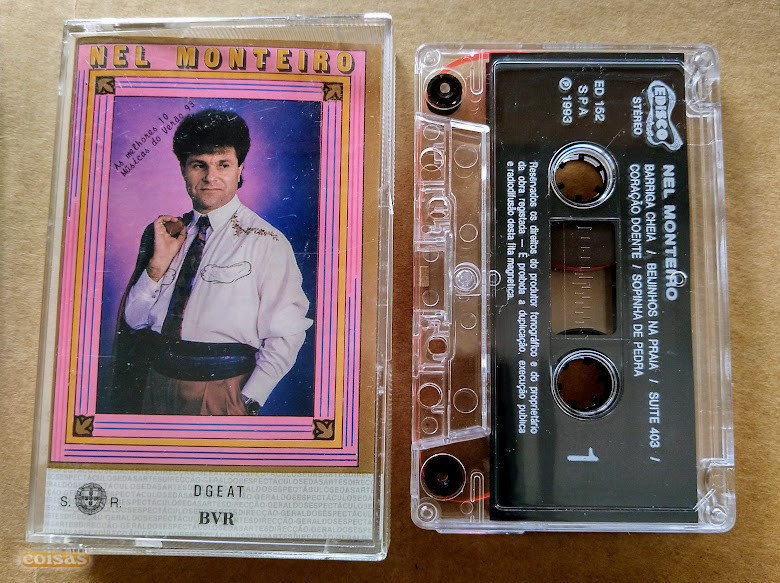 NEL MONTEIRO
As melhores 10
Músicas do Verão 93
S. R.
DGEAT
BVR
EDISCO
STÉREO
ED 152
S P A
℗ 1993
NEL MONTEIRO
BARRIGA CHEIA / BEIJINHOS NA PRAIA / SUITE 403 /
CORAÇÃO DOENTE / SOPINHA DE PEDRA
1
Reservados os direitos do produtor fonográfico e do proprietário
da obra registada — É proibida a duplicação, execução pública
e radiodifusão desta fita magnética.
coisas